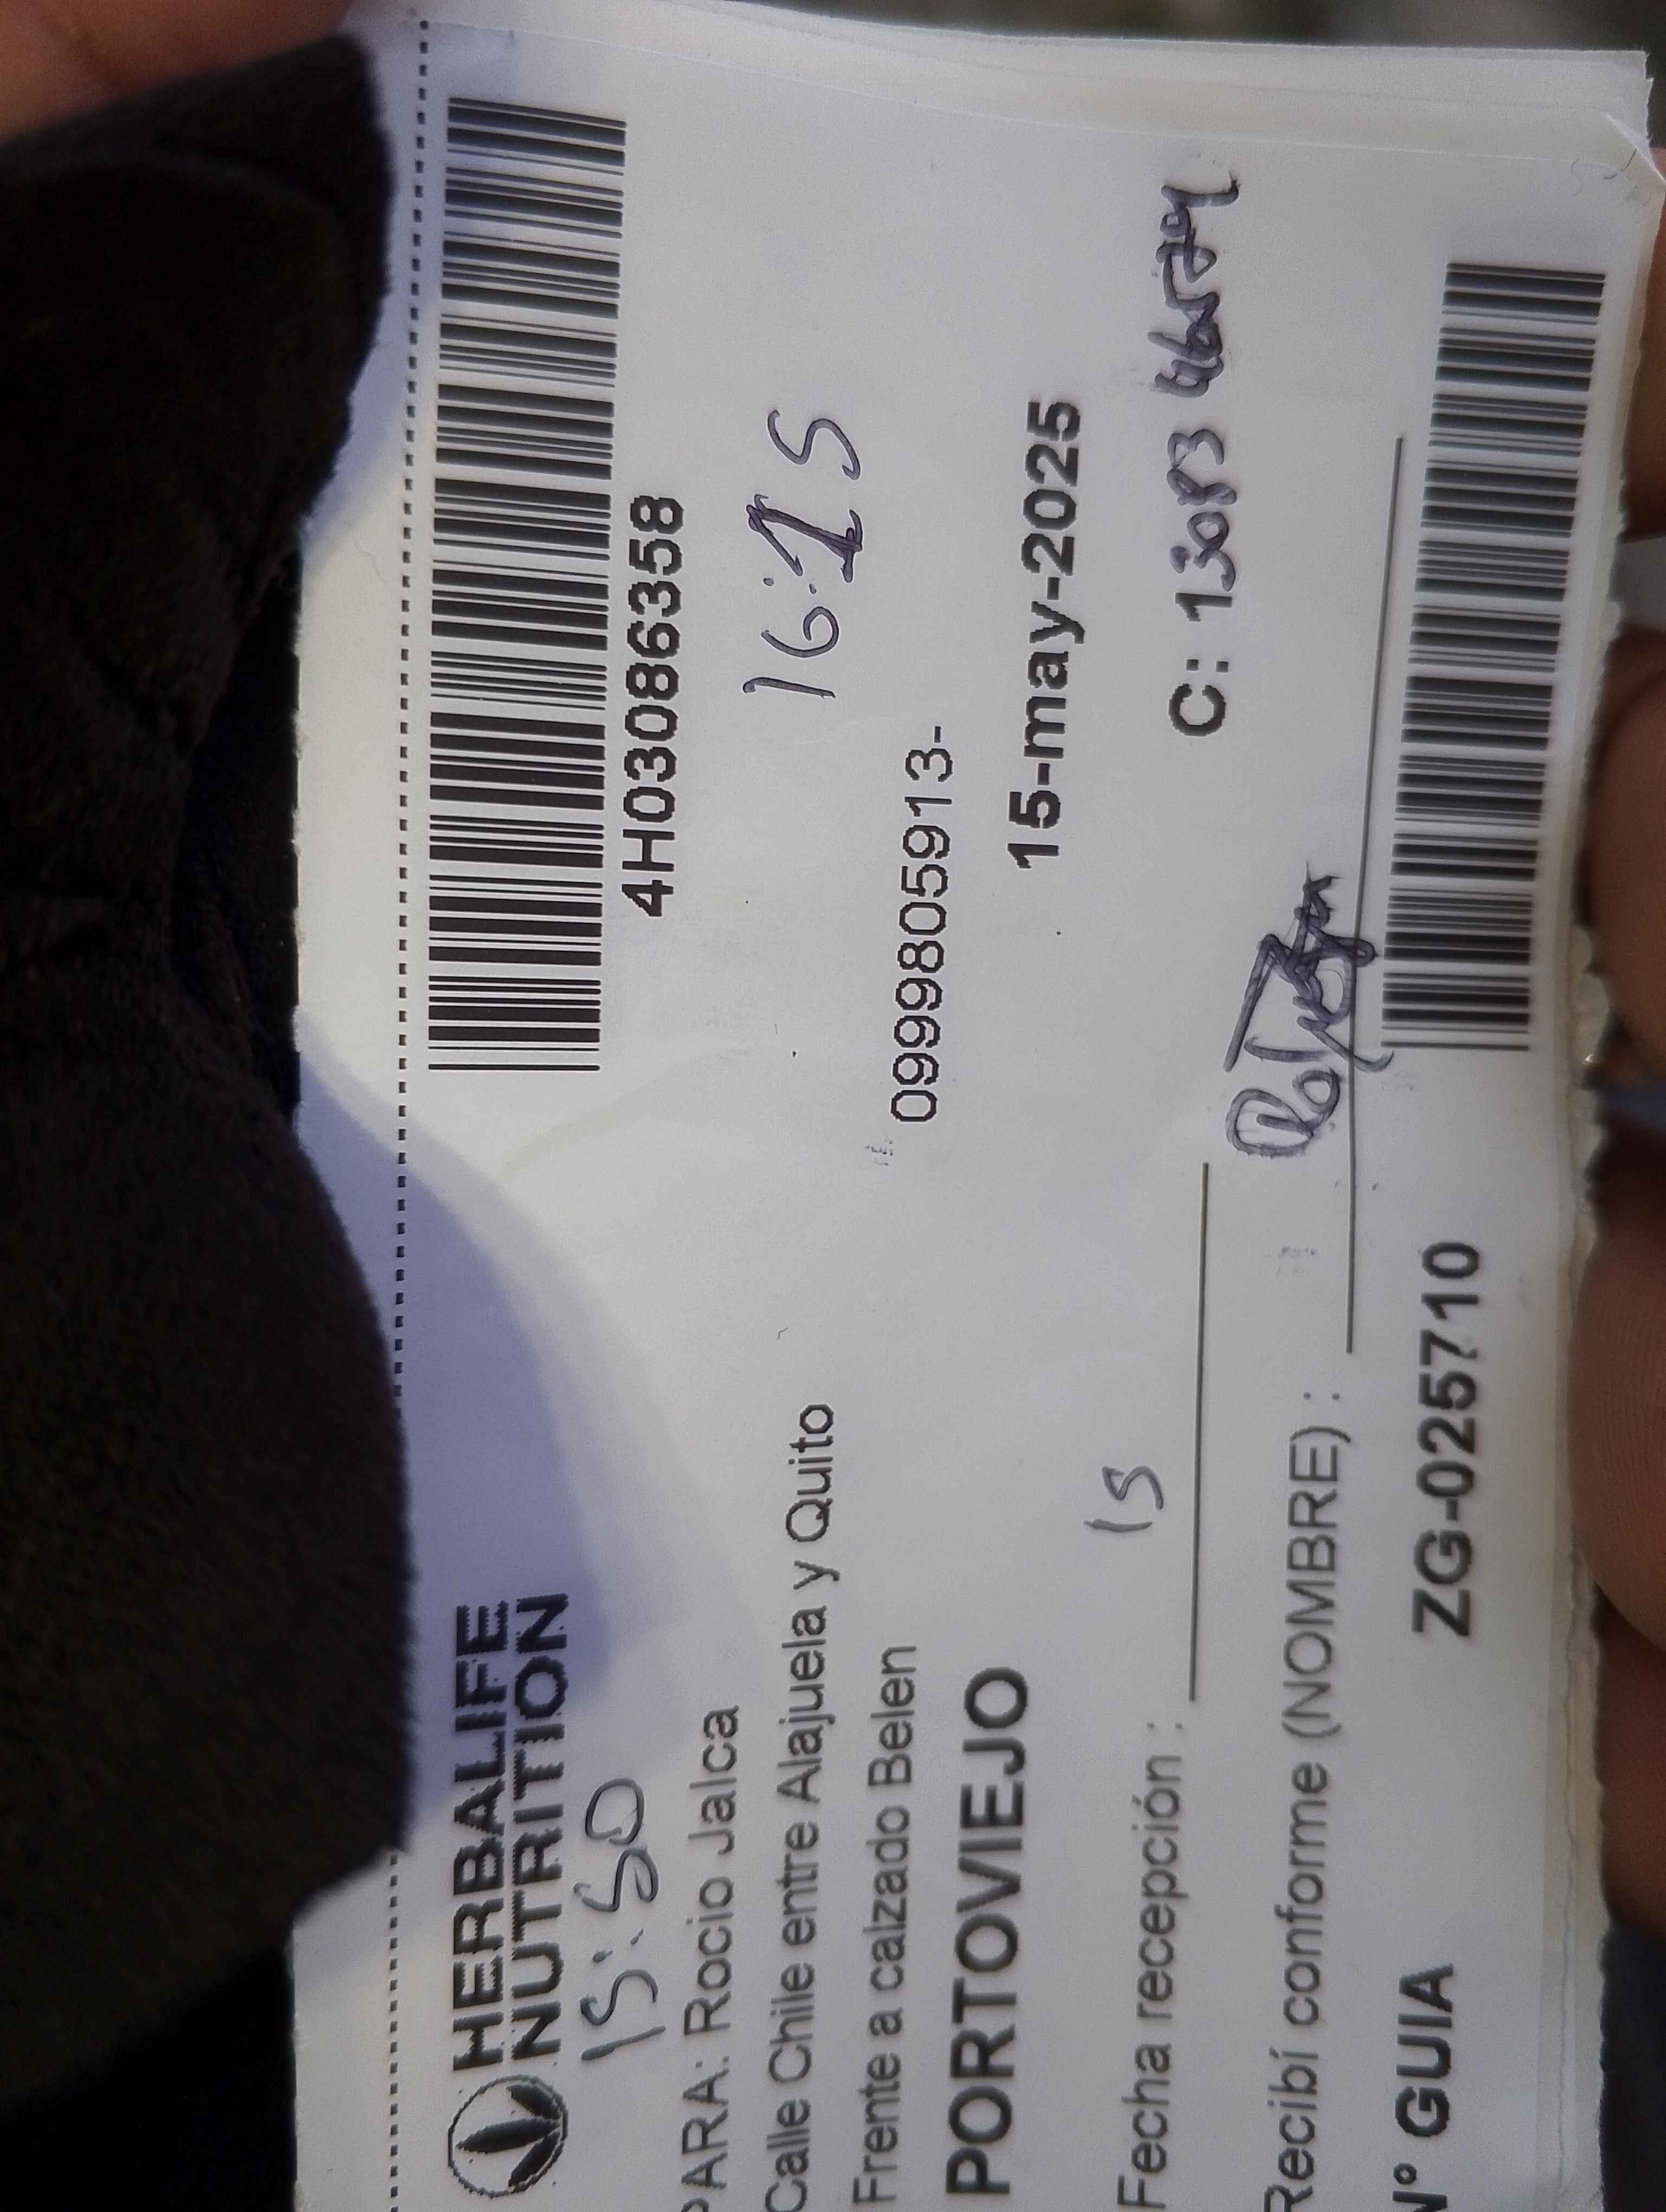 HERBALIFE
NUTRITION
4H03086358
15:50
16:15
PARA: Rocio Jalca
Calle Chile entre Alajuela y Quito
Frente a calzado Belen
0999805913-
PORTOVIEJO
15-may-2025
15
Fecha recepción :
C: 13083
Recibí conforme (NOMBRE) :
N° GUIA
ZG-025710